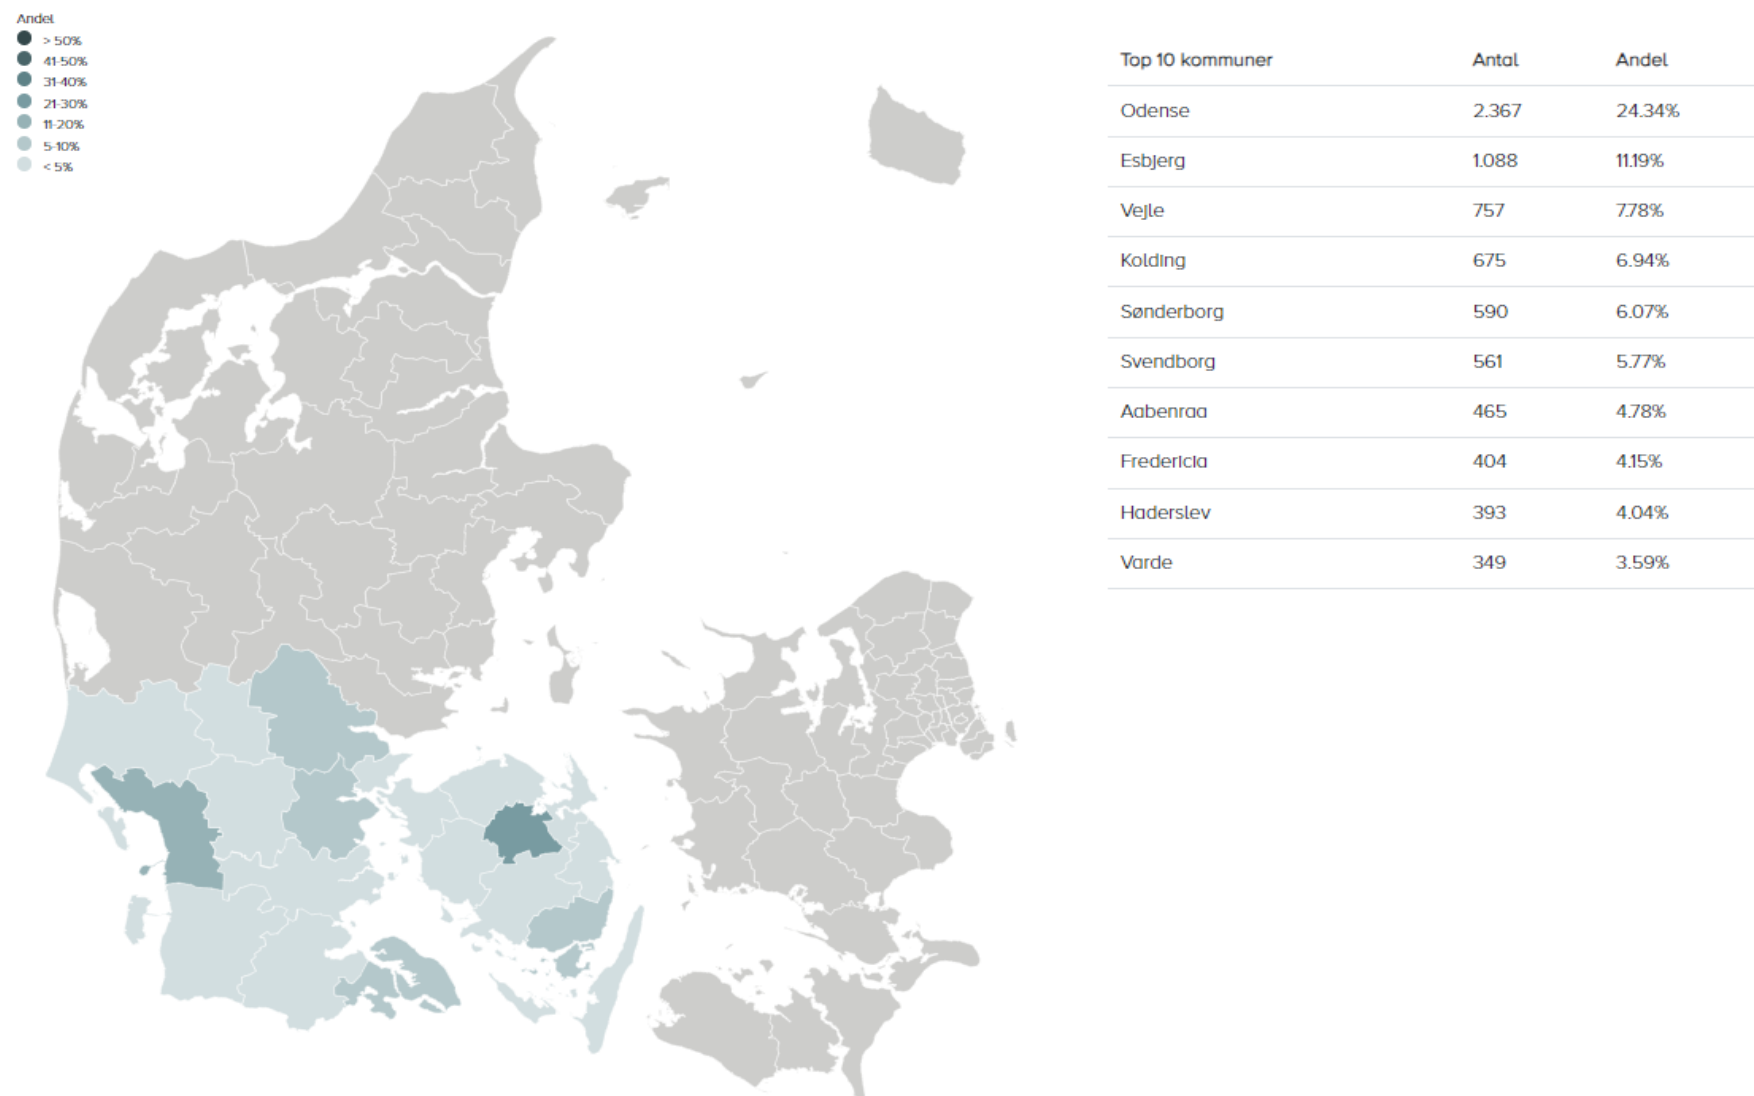 Andel
> 50%
41-50%
31-40%
21-30%
11-20%
5-10%
< 5%
Top 10 kommuner Antal Andel
Odense 2.367 24.34%
Esbjerg 1.088 11.19%
Vejle 757 7.78%
Kolding 675 6.94%
Sønderborg 590 6.07%
Svendborg 561 5.77%
Aabenraa 465 4.78%
Fredericia 404 4.15%
Haderslev 393 4.04%
Varde 349 3.59%